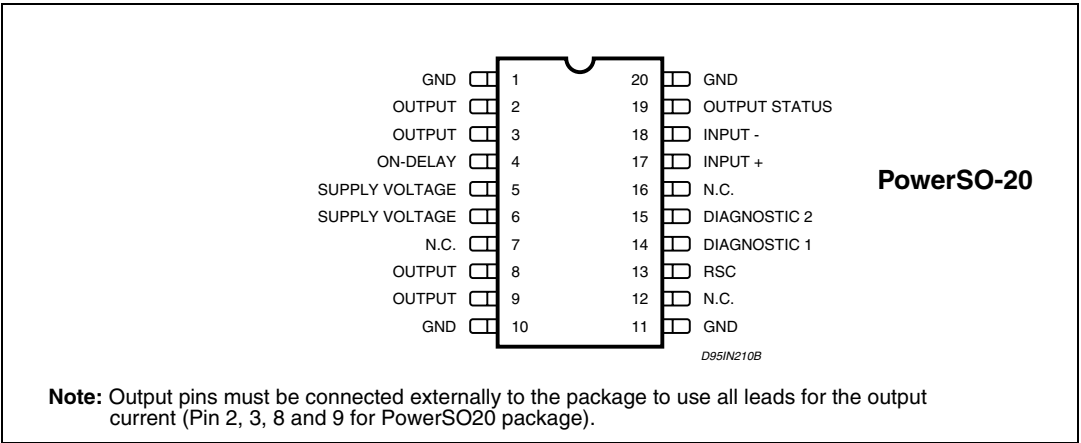 GND 1 20 GND
OUTPUT 2 19 OUTPUT STATUS
OUTPUT 3 18 INPUT -
ON-DELAY 4 17 INPUT +
SUPPLY VOLTAGE 5 16 N.C.
SUPPLY VOLTAGE 6 15 DIAGNOSTIC 2
N.C. 7 14 DIAGNOSTIC 1
OUTPUT 8 13 RSC
OUTPUT 9 12 N.C.
GND 10 11 GND
PowerSO-20
D95IN210B
Note: Output pins must be connected externally to the package to use all leads for the output
current (Pin 2, 3, 8 and 9 for PowerSO20 package).